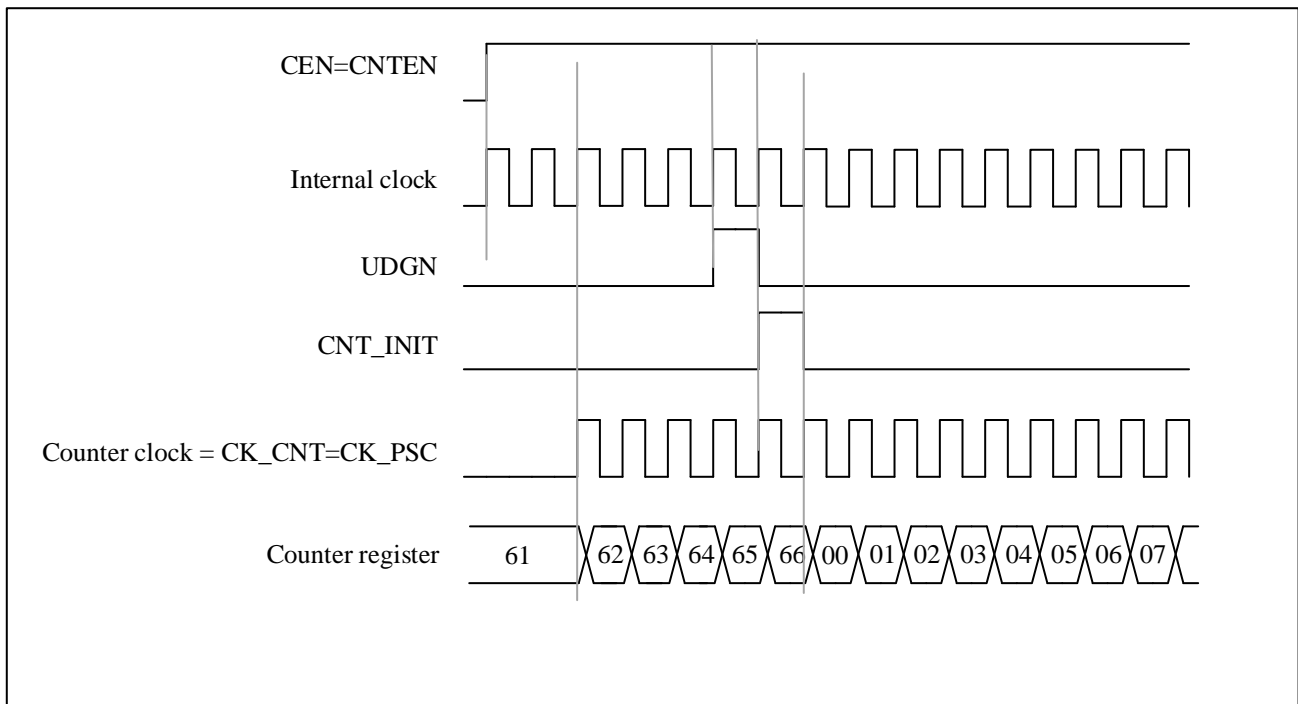 CEN=CNTEN
Internal clock
UDGN
CNT_INIT
Counter clock = CK_CNT=CK_PSC
Counter register
61 62 63 64 65 66 00 01 02 03 04 05 06 07